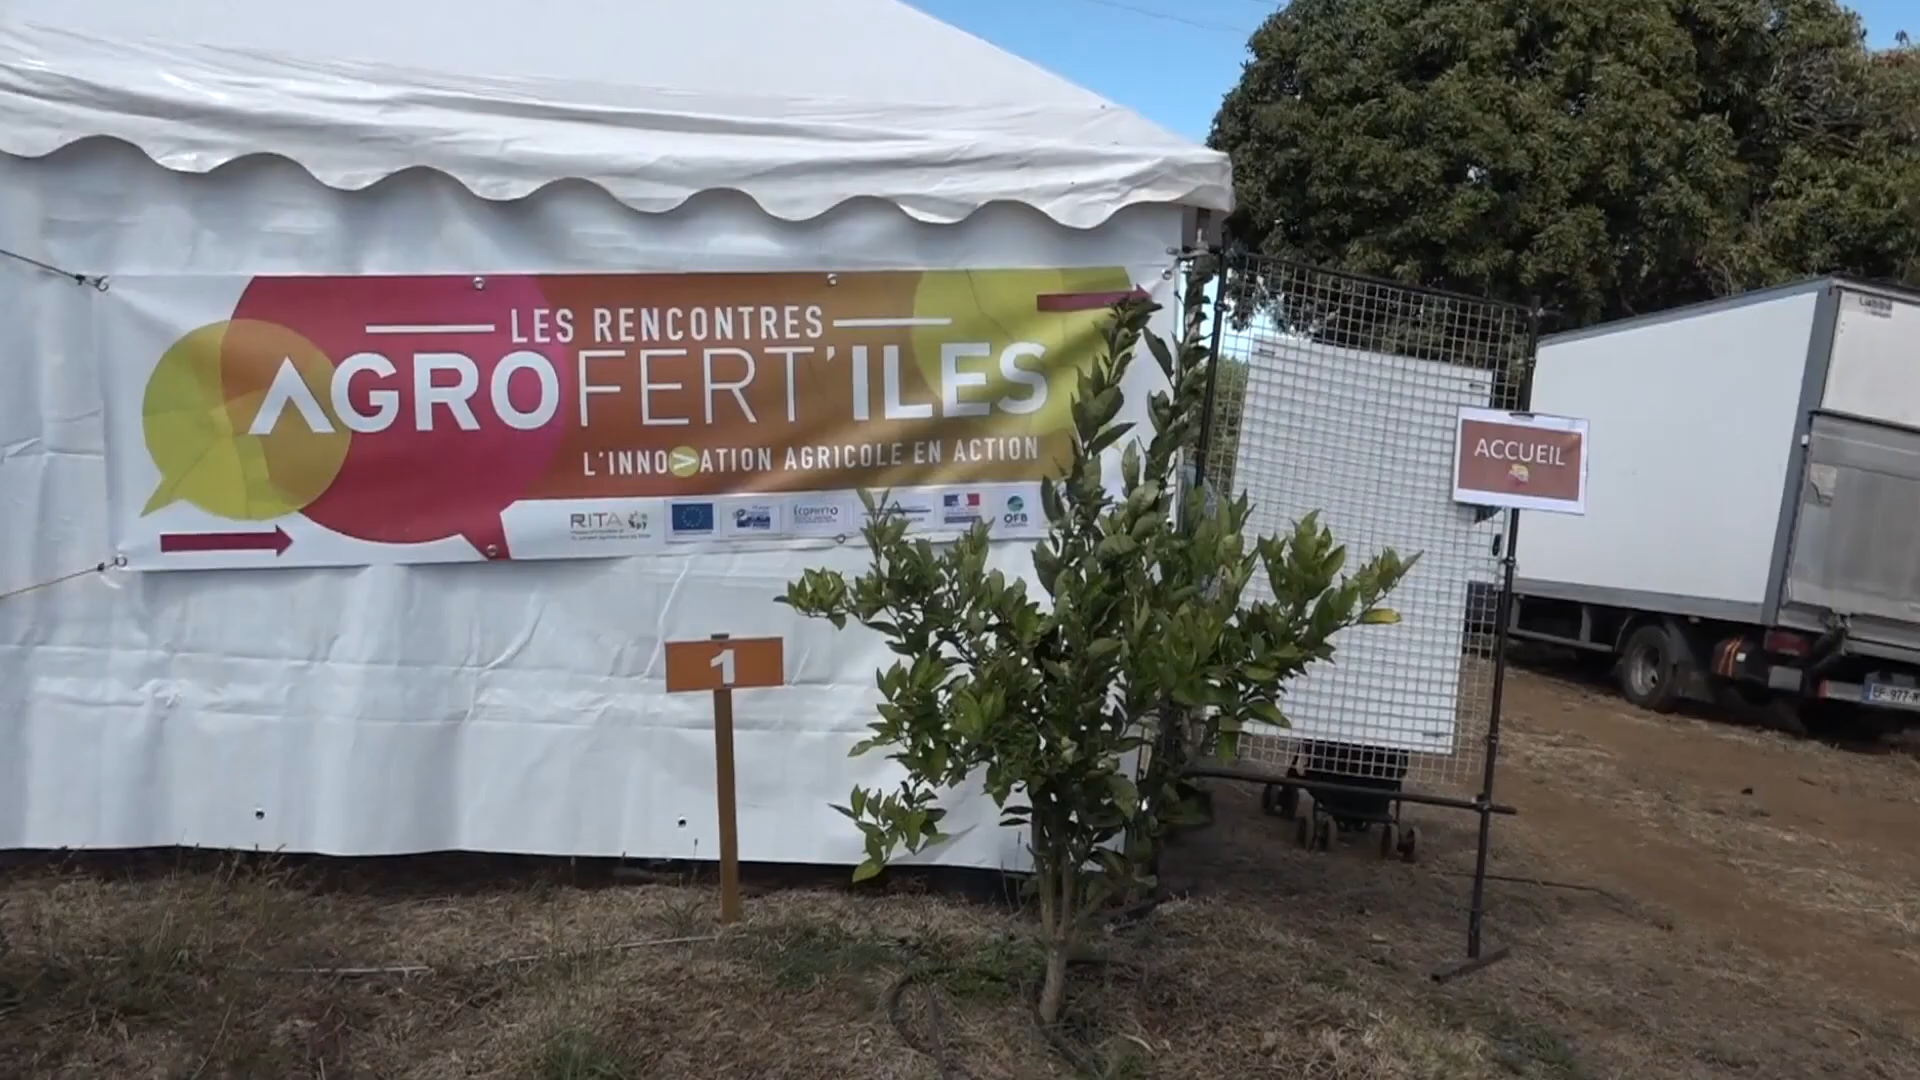 LES RENCONTRES
AGROFERT'ILES
L'INNOVATION AGRICOLE EN ACTION
RITA
ECOPHYTO
OFB
1
ACCUEIL